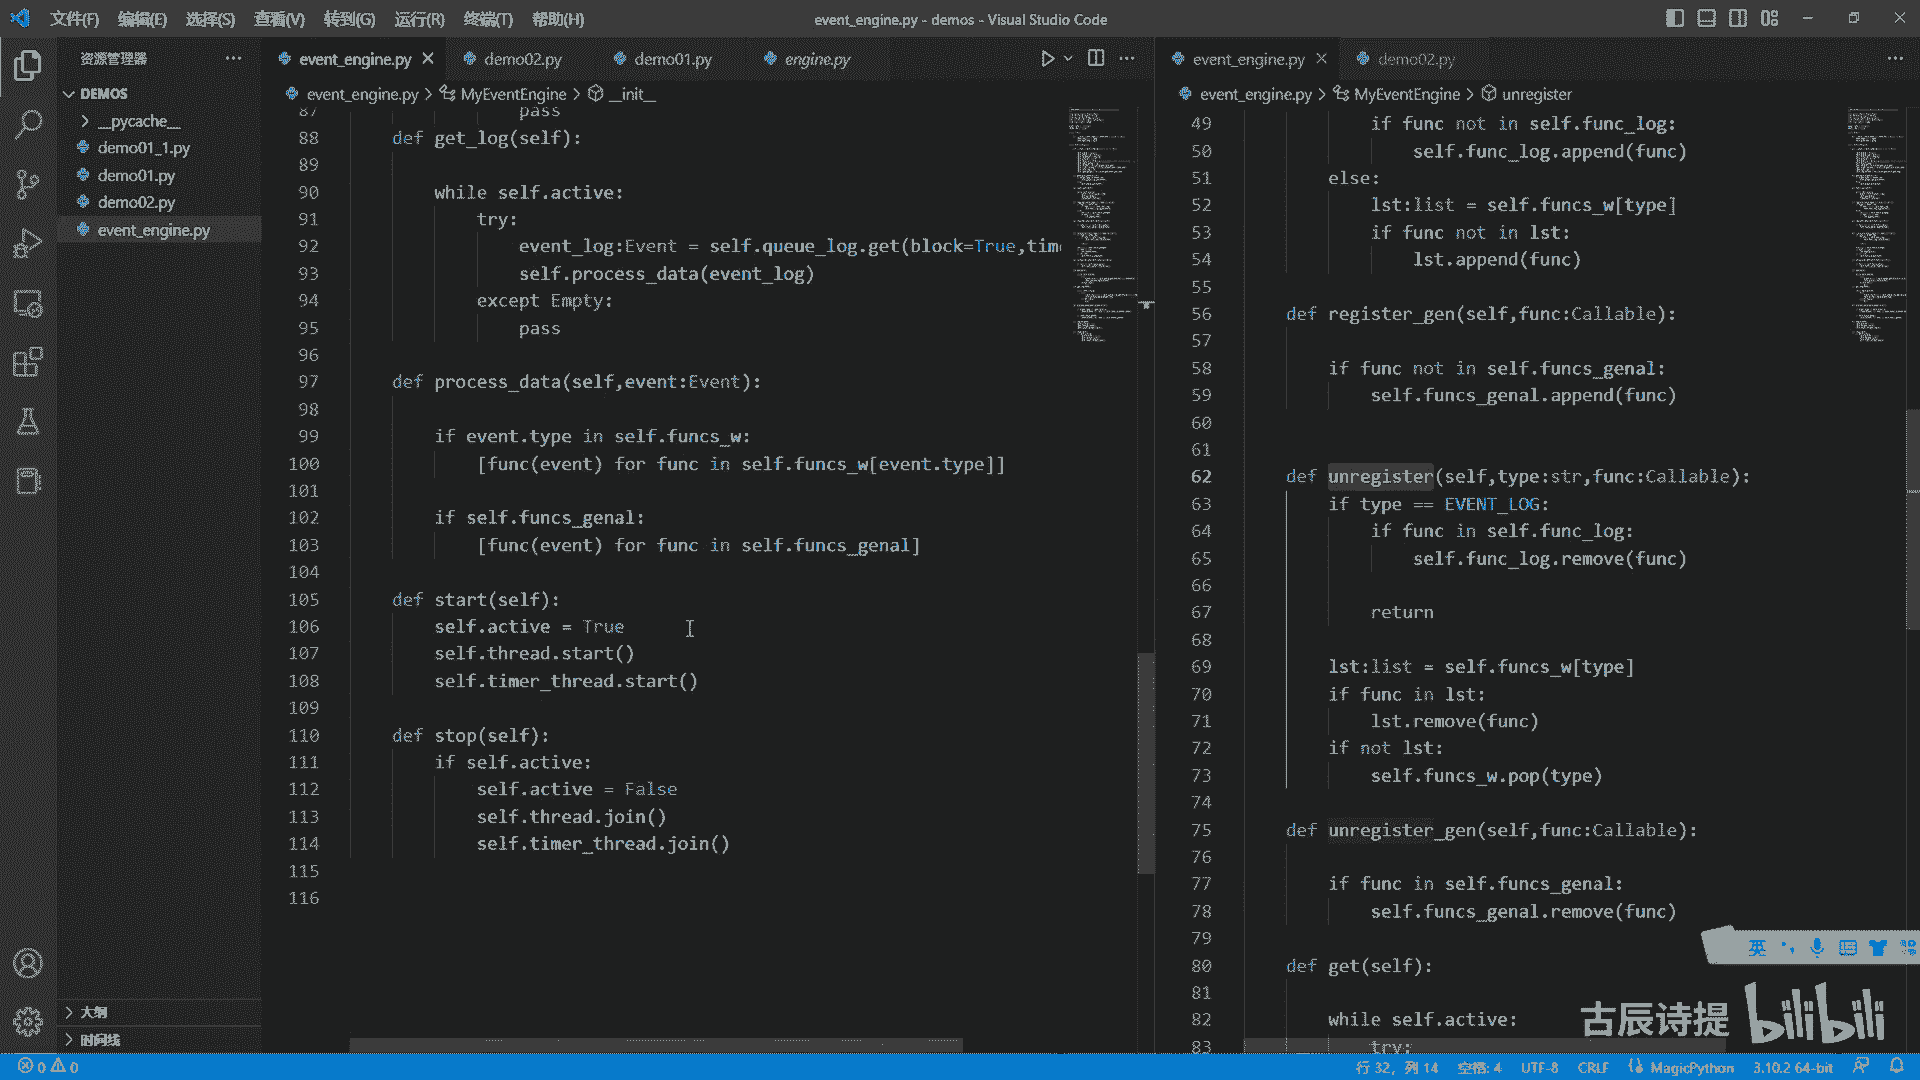 文件(F) 编辑(E) 选择(S) 查看(V) 转到(G) 运行(R) 终端(T) 帮助(H)
event_engine.py - demos - Visual Studio Code
资源管理器
DEMOS
__pycache__
demo01_1.py
demo01.py
demo02.py
event_engine.py
大纲
时间线
event_engine.py demo02.py demo01.py engine.py
event_engine.py > MyEventEngine > __init__
87 pass
88 def get_log(self):
89
90 while self.active:
91 try:
92 event_log:Event = self.queue_log.get(block=True,tim
93 self.process_data(event_log)
94 except Empty:
95 pass
96
97 def process_data(self,event:Event):
98
99 if event.type in self.funcs_w:
100 [func(event) for func in self.funcs_w[event.type]]
101
102 if self.funcs_genal:
103 [func(event) for func in self.funcs_genal]
104
105 def start(self):
106 self.active = True
107 self.thread.start()
108 self.timer_thread.start()
109
110 def stop(self):
111 if self.active:
112 self.active = False
113 self.thread.join()
114 self.timer_thread.join()
115
116
event_engine.py demo02.py
event_engine.py > MyEventEngine > unregister
49 if func not in self.func_log:
50 self.func_log.append(func)
51 else:
52 lst:list = self.funcs_w[type]
53 if func not in lst:
54 lst.append(func)
55
56 def register_gen(self,func:Callable):
57
58 if func not in self.funcs_genal:
59 self.funcs_genal.append(func)
60
61
62 def unregister(self,type:str,func:Callable):
63 if type == EVENT_LOG:
64 if func in self.func_log:
65 self.func_log.remove(func)
66
67 return
68
69 lst:list = self.funcs_w[type]
70 if func in lst:
71 lst.remove(func)
72 if not lst:
73 self.funcs_w.pop(type)
74
75 def unregister_gen(self,func:Callable):
76
77 if func in self.funcs_genal:
78 self.funcs_genal.remove(func)
79
80 def get(self):
81
82 while self.active:
83 try:
英
古辰诗提 bilibili
0 0 行 32，列 14 空格: 4 UTF-8 CRLF MagicPython 3.10.2 64-bit